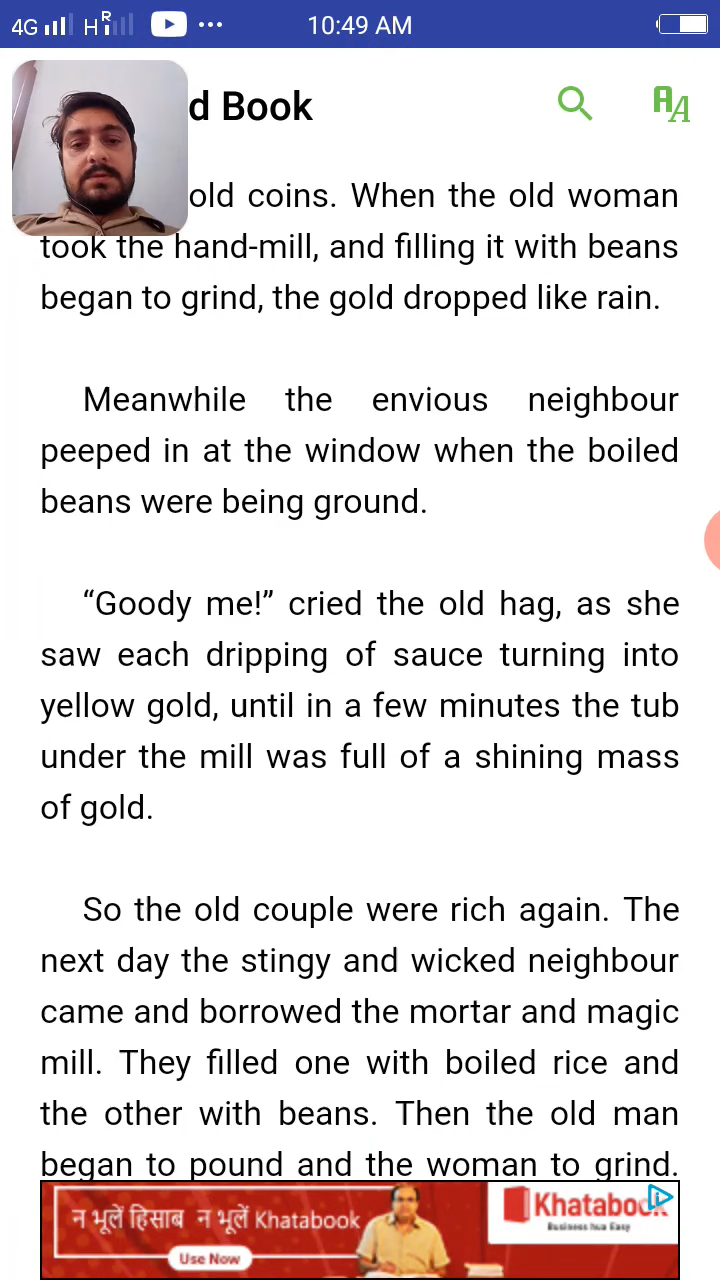 4G H R 10:49 AM
d Book
old coins. When the old woman
took the hand-mill, and filling it with beans
began to grind, the gold dropped like rain.
Meanwhile the envious neighbour
peeped in at the window when the boiled
beans were being ground.
“Goody me!” cried the old hag, as she
saw each dripping of sauce turning into
yellow gold, until in a few minutes the tub
under the mill was full of a shining mass
of gold.
So the old couple were rich again. The
next day the stingy and wicked neighbour
came and borrowed the mortar and magic
mill. They filled one with boiled rice and
the other with beans. Then the old man
began to pound and the woman to grind.
न भूलें हिसाब न भूलें Khatabook
Use Now
Khatabook
Business hua Easy